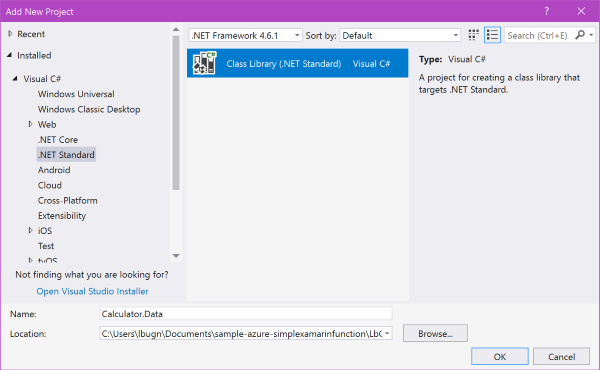 Add New Project
?
Recent
.NET Framework 4.6.1 Sort by: Default Search (Ctrl+E)
Installed
Visual C#
Windows Universal
Windows Classic Desktop
Web
.NET Core
.NET Standard
Android
Cloud
Cross-Platform
Extensibility
iOS
Test
tvOS
C#
Class Library (.NET Standard) Visual C#
Type: Visual C#
A project for creating a class library that
targets .NET Standard.
Not finding what you are looking for?
Open Visual Studio Installer
Name: Calculator.Data
Location: C:\Users\lbugn\Documents\sample-azure-simplexamarinfunction\LbC
Browse...
OK Cancel